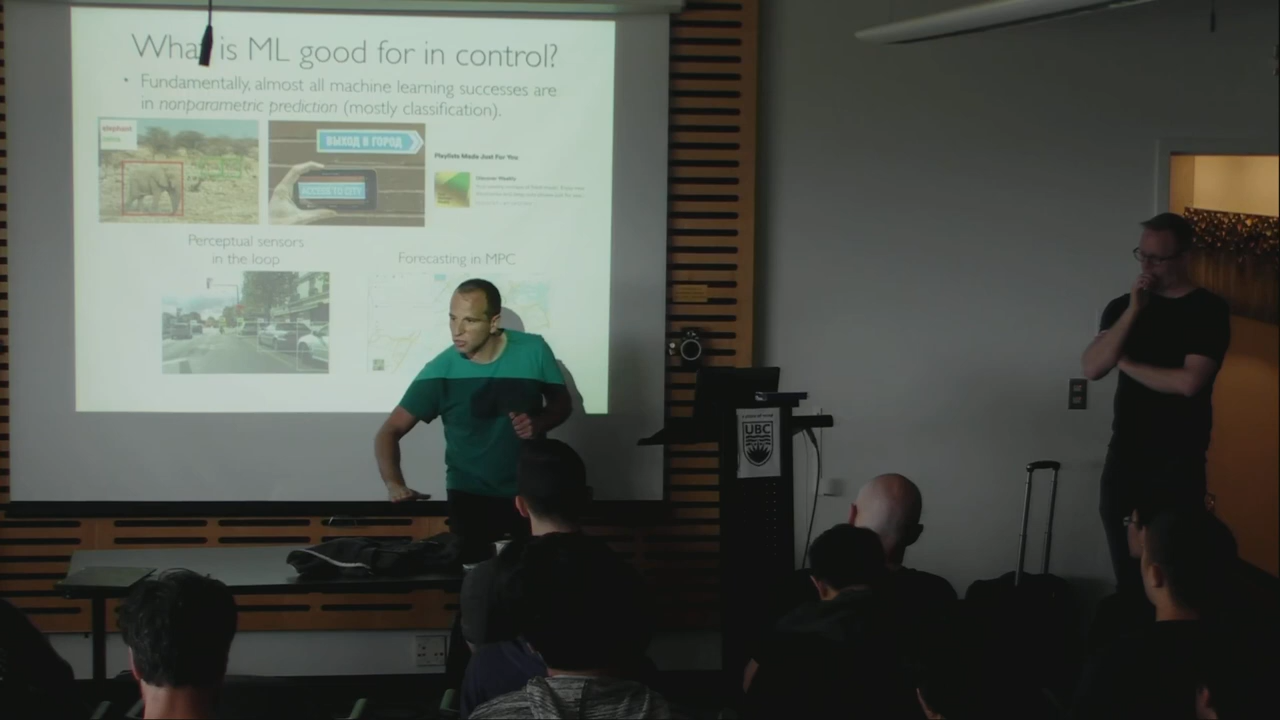 What is ML good for in control?
• Fundamentally, almost all machine learning successes are
in nonparametric prediction (mostly classification).
elephant
ВЫХОД В ГОРОД
ACCESS TO CITY
Playlists Made Just For You
Discover Weekly
Perceptual sensors
in the loop
Forecasting in MPC
UBC